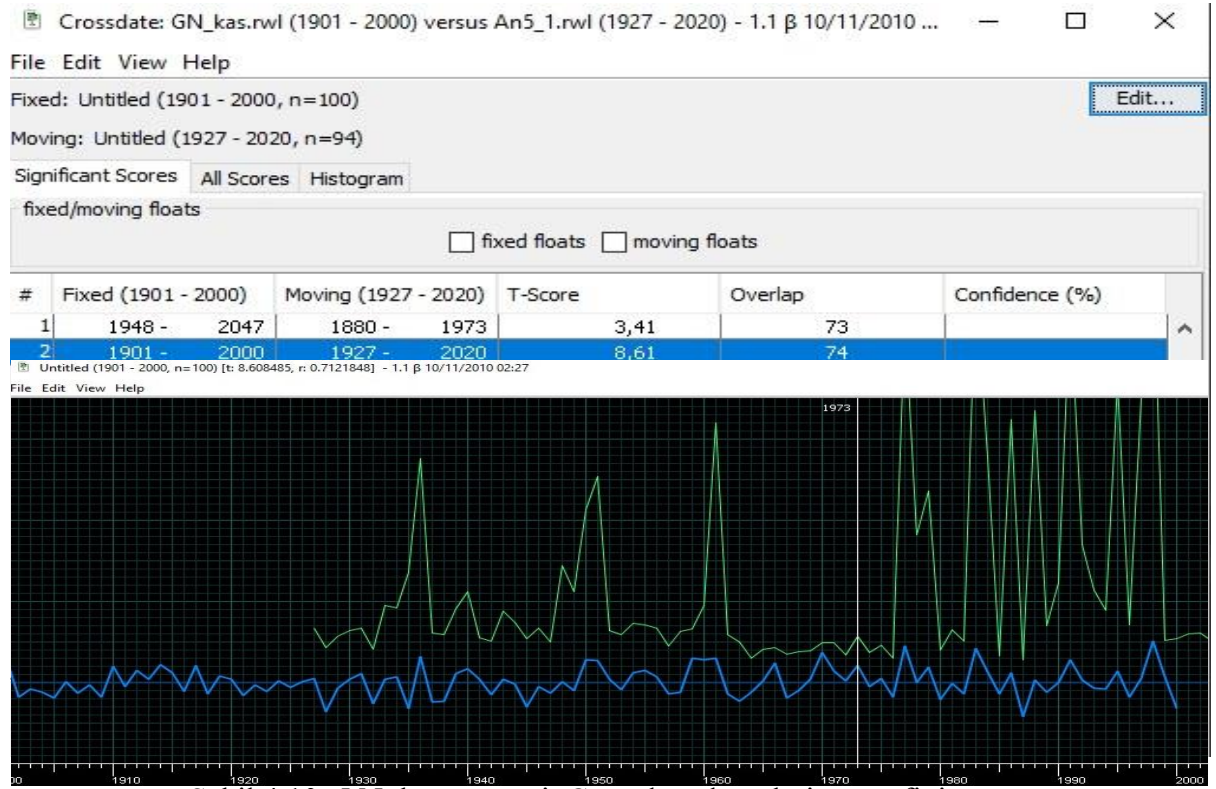 Crossdate: GN_kas.rwl (1901 - 2000) versus An5_1.rwl (1927 - 2020) - 1.1 β 10/11/2010 ...
File Edit View Help
Fixed: Untitled (1901 - 2000, n=100)
Edit...
Moving: Untitled (1927 - 2020, n=94)
Significant Scores All Scores Histogram
fixed/moving floats
fixed floats moving floats
# Fixed (1901 - 2000) Moving (1927 - 2020) T-Score Overlap Confidence (%)
1 1948 - 2047 1880 - 1973 3,41 73
2 1901 - 2000 1927 - 2020 8,61 74
Untitled (1901 - 2000, n=100) [t: 8.608485, r: 0.7121848] - 1.1 β 10/11/2010 02:27
File Edit View Help
1973
00 1910 1920 1930 1940 1950 1960 1970 1980 1990 2000